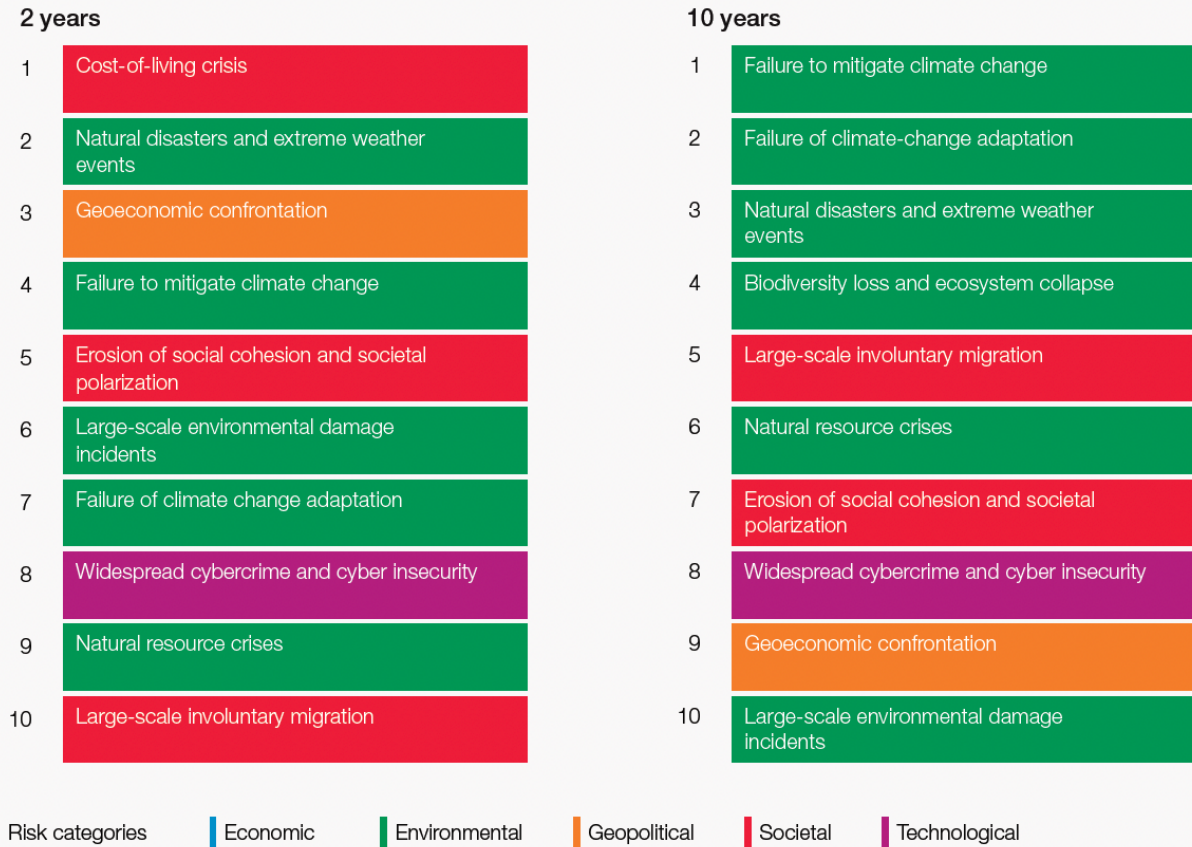 2 years
1 Cost-of-living crisis
2 Natural disasters and extreme weather
events
3 Geoeconomic confrontation
4 Failure to mitigate climate change
5 Erosion of social cohesion and societal
polarization
6 Large-scale environmental damage
incidents
7 Failure of climate change adaptation
8 Widespread cybercrime and cyber insecurity
9 Natural resource crises
10 Large-scale involuntary migration
10 years
1 Failure to mitigate climate change
2 Failure of climate-change adaptation
3 Natural disasters and extreme weather
events
4 Biodiversity loss and ecosystem collapse
5 Large-scale involuntary migration
6 Natural resource crises
7 Erosion of social cohesion and societal
polarization
8 Widespread cybercrime and cyber insecurity
9 Geoeconomic confrontation
10 Large-scale environmental damage
incidents
Risk categories Economic Environmental Geopolitical Societal Technological